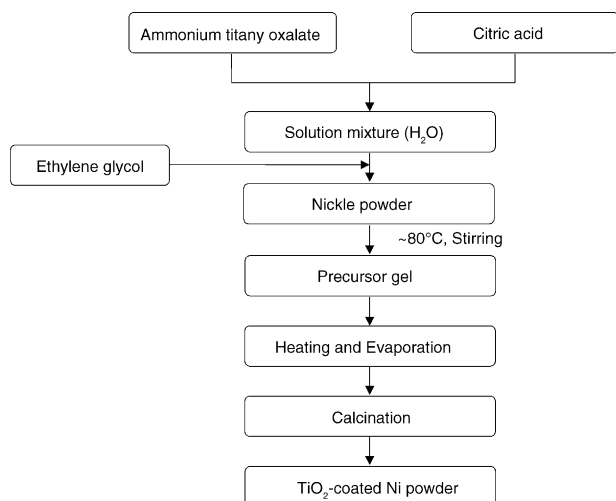 Ammonium titany oxalate
Citric acid
Solution mixture (H₂O)
Ethylene glycol
Nickle powder
~80°C, Stirring
Precursor gel
Heating and Evaporation
Calcination
TiO₂-coated Ni powder